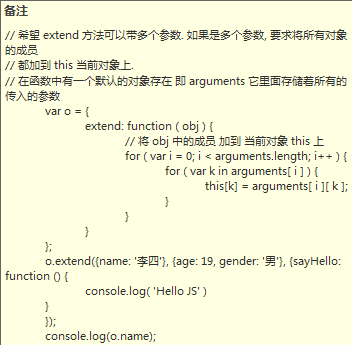 备注
// 希望 extend 方法可以带多个参数. 如果是多个参数, 要求将所有对象
的成员
// 都加到 this 当前对象上.
// 在函数中有一个默认的对象存在 即 arguments 它里面存储着所有的
传入的参数
var o = {
extend: function ( obj ) {
// 将 obj 中的成员 加到 当前对象 this 上
for ( var i = 0; i < arguments.length; i++ ) {
for ( var k in arguments[ i ] ) {
this[k] = arguments[ i ][ k ];
}
}
}
};
o.extend({name: '李四'}, {age: 19, gender: '男'}, {sayHello:
function () {
console.log( 'Hello JS' )
}
});
console.log(o.name);